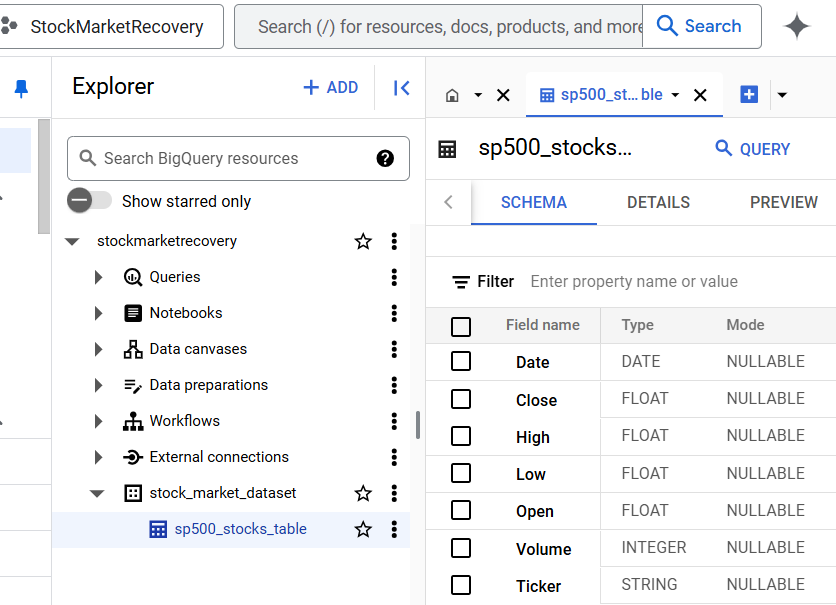 StockMarketRecovery
Search (/) for resources, docs, products, and more
Search
Explorer
+ ADD
Search BigQuery resources
Show starred only
stockmarketrecovery
Queries
Notebooks
Data canvases
Data preparations
Workflows
External connections
stock_market_dataset
sp500_stocks_table
sp500_st... ble
sp500_stocks...
QUERY
SCHEMA DETAILS PREVIEW
Filter Enter property name or value
Field name Type Mode
Date DATE NULLABLE
Close FLOAT NULLABLE
High FLOAT NULLABLE
Low FLOAT NULLABLE
Open FLOAT NULLABLE
Volume INTEGER NULLABLE
Ticker STRING NULLABLE